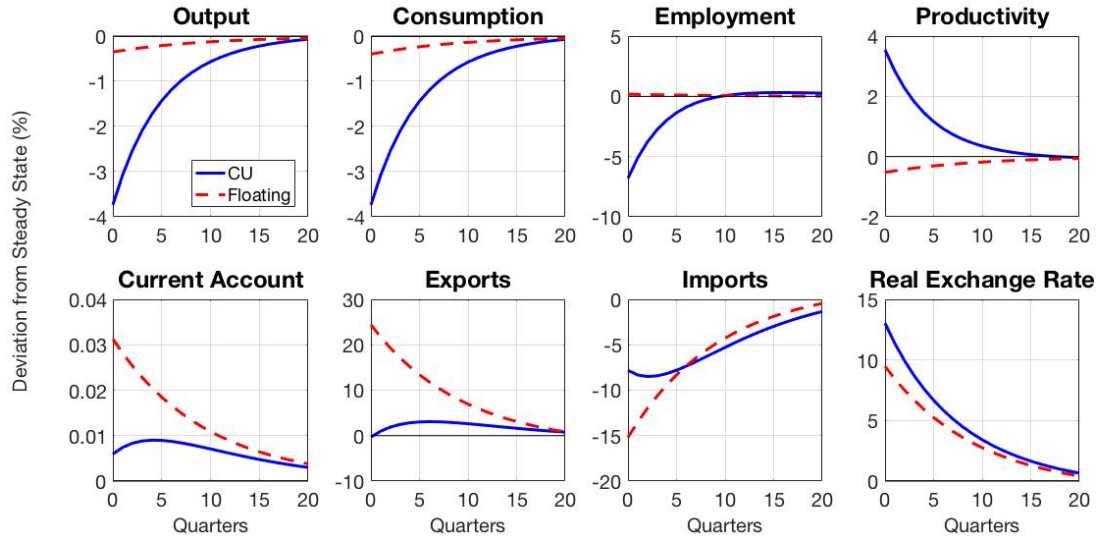 Deviation from Steady State (%)
Output
0
-1
-2
-3
-4
0 5 10 15 20
CU
Floating
Consumption
0
-1
-2
-3
-4
0 5 10 15 20
Employment
5
0
-5
-10
0 5 10 15 20
Productivity
4
2
0
-2
0 5 10 15 20
Current Account
0.04
0.03
0.02
0.01
0
0 5 10 15 20
Quarters
Exports
30
20
10
0
-10
0 5 10 15 20
Quarters
Imports
0
-5
-10
-15
-20
0 5 10 15 20
Quarters
Real Exchange Rate
15
10
5
0
0 5 10 15 20
Quarters